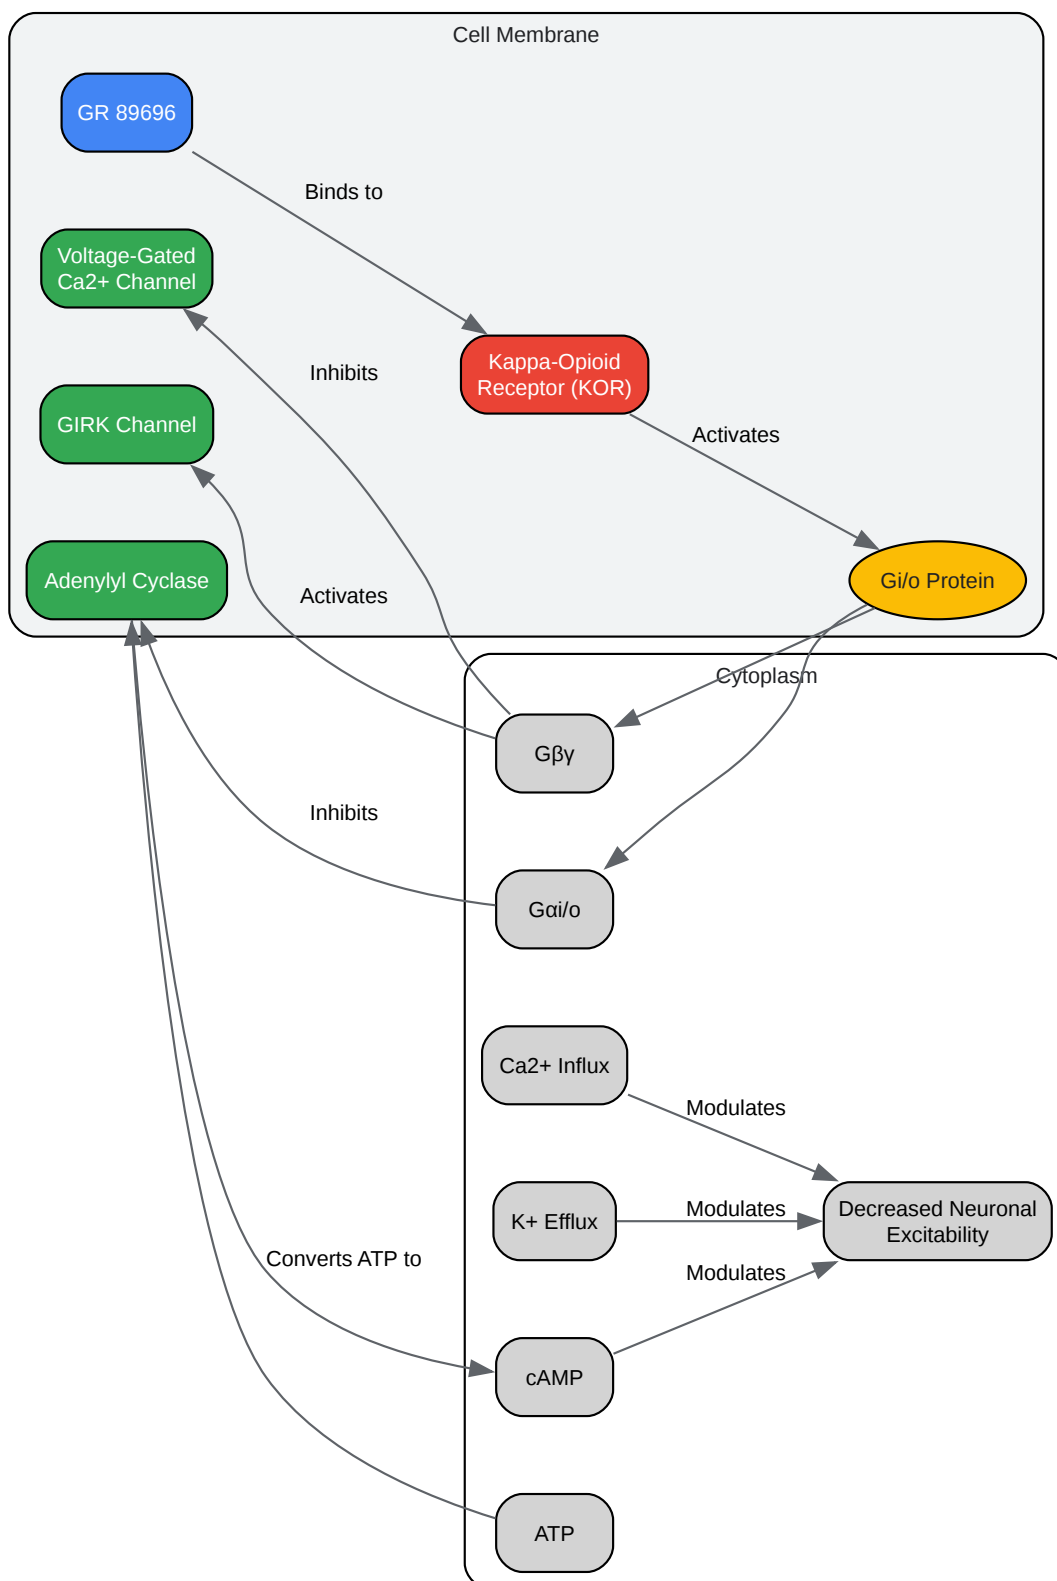 Cell Membrane
GR 89696
Binds to
Voltage-Gated
Ca2+ Channel
Kappa-Opioid
Receptor (KOR)
Inhibits
GIRK Channel
Activates
Adenylyl Cyclase
Gi/o Protein
Activates
Cytoplasm
Gβγ
Inhibits
Gαi/o
Ca2+ Influx
Modulates
K+ Efflux
Modulates
Decreased Neuronal
Excitability
Converts ATP to
Modulates
cAMP
ATP